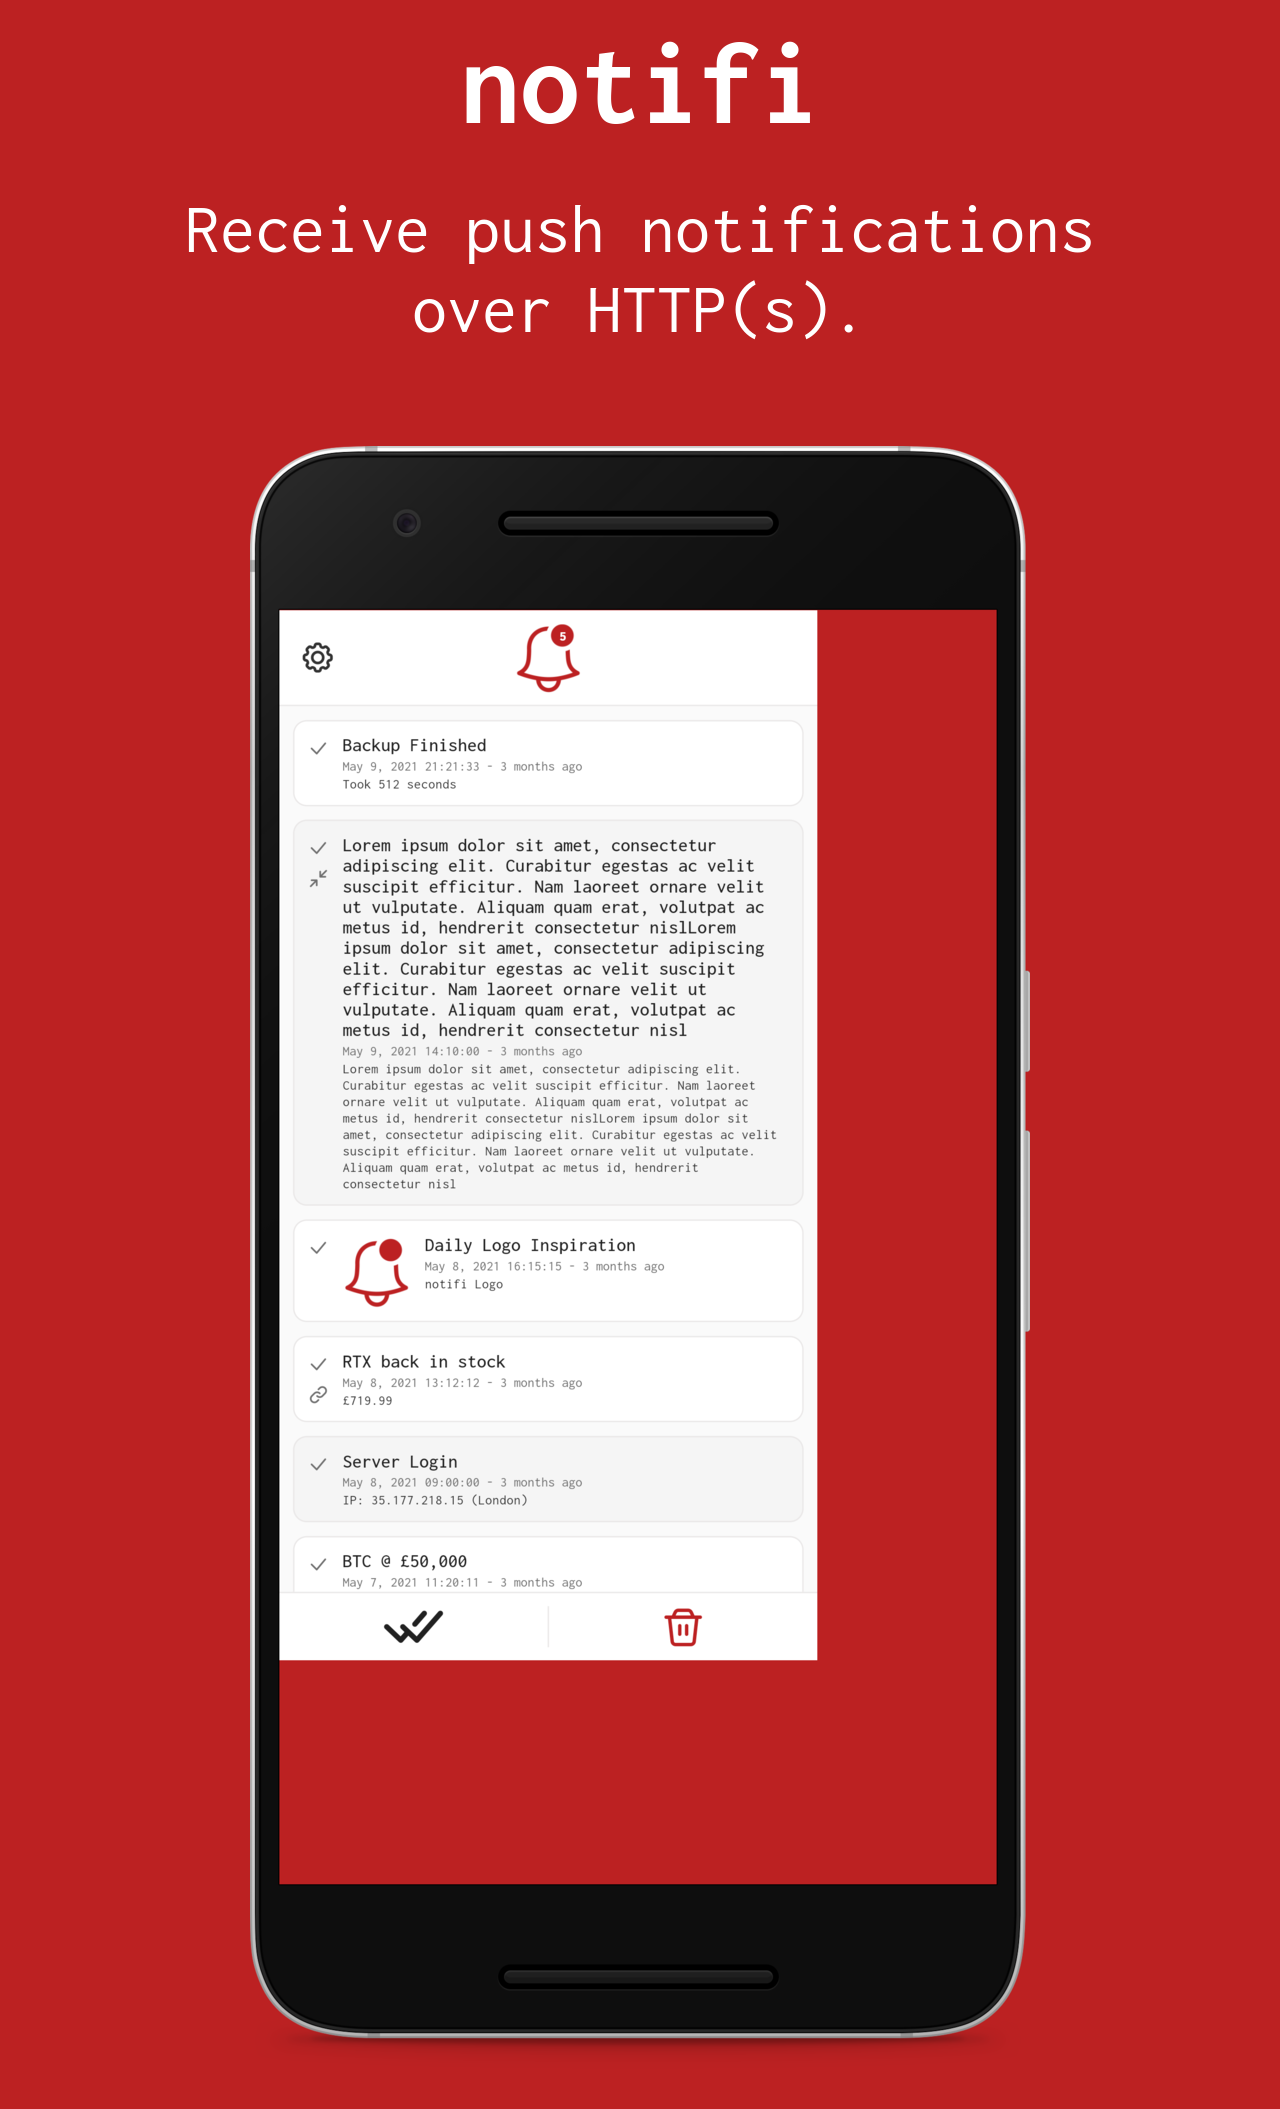 notifi
Receive push notifications
over HTTP(s).
5
Backup Finished
May 9, 2021 21:21:33 - 3 months ago
Took 512 seconds
Lorem ipsum dolor sit amet, consectetur
adipiscing elit. Curabitur egestas ac velit
suscipit efficitur. Nam laoreet ornare velit
ut vulputate. Aliquam quam erat, volutpat ac
metus id, hendrerit consectetur nislLorem
ipsum dolor sit amet, consectetur adipiscing
elit. Curabitur egestas ac velit suscipit
efficitur. Nam laoreet ornare velit ut
vulputate. Aliquam quam erat, volutpat ac
metus id, hendrerit consectetur nisl
May 9, 2021 14:10:00 - 3 months ago
Lorem ipsum dolor sit amet, consectetur adipiscing elit.
Curabitur egestas ac velit suscipit efficitur. Nam laoreet
ornare velit ut vulputate. Aliquam quam erat, volutpat ac
metus id, hendrerit consectetur nislLorem ipsum dolor sit
amet, consectetur adipiscing elit. Curabitur egestas ac velit
suscipit efficitur. Nam laoreet ornare velit ut vulputate.
Aliquam quam erat, volutpat ac metus id, hendrerit
consectetur nisl
Daily Logo Inspiration
May 8, 2021 16:15:15 - 3 months ago
notifi Logo
RTX back in stock
May 8, 2021 13:12:12 - 3 months ago
£719.99
Server Login
May 8, 2021 09:00:00 - 3 months ago
IP: 35.177.218.15 (London)
BTC @ £50,000
May 7, 2021 11:20:11 - 3 months ago